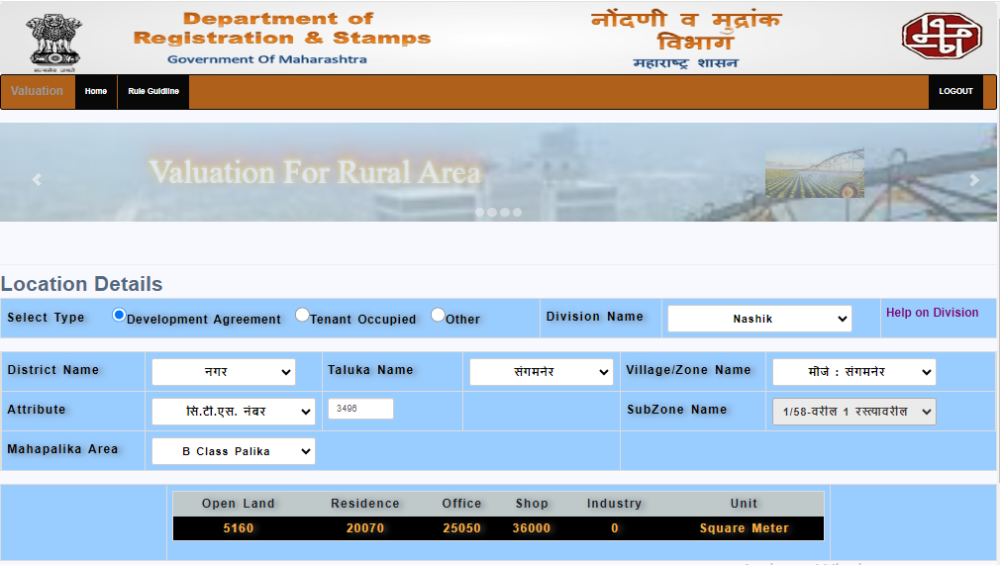 Department of
Registration & Stamps
Government Of Maharashtra
नोंदणी व मुद्रांक
विभाग
महाराष्ट्र शासन
Valuation Home Rule Guidline LOGOUT
Valuation For Rural Area
Location Details
Select Type Development Agreement Tenant Occupied Other Division Name Nashik Help on Division
District Name नगर Taluka Name संगमनेर Village/Zone Name मौजे : संगमनेर
Attribute सि.टी.एस. नंबर 3496 SubZone Name 1/58-वरील 1 रस्त्यावरील
Mahapalika Area B Class Palika
Open Land Residence Office Shop Industry Unit
5160 20070 25050 36000 0 Square Meter